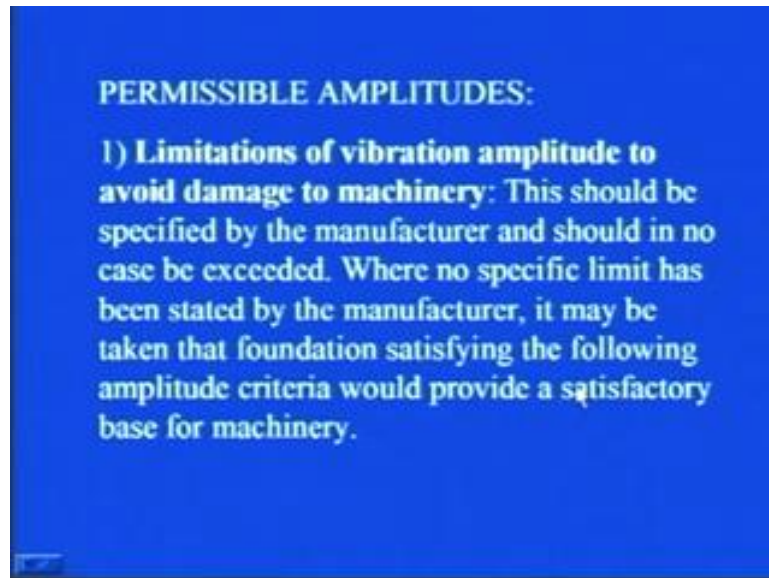 PERMISSIBLE AMPLITUDES:
1) Limitations of vibration amplitude to
avoid damage to machinery: This should be
specified by the manufacturer and should in no
case be exceeded. Where no specific limit has
been stated by the manufacturer, it may be
taken that foundation satisfying the following
amplitude criteria would provide a satisfactory
base for machinery.